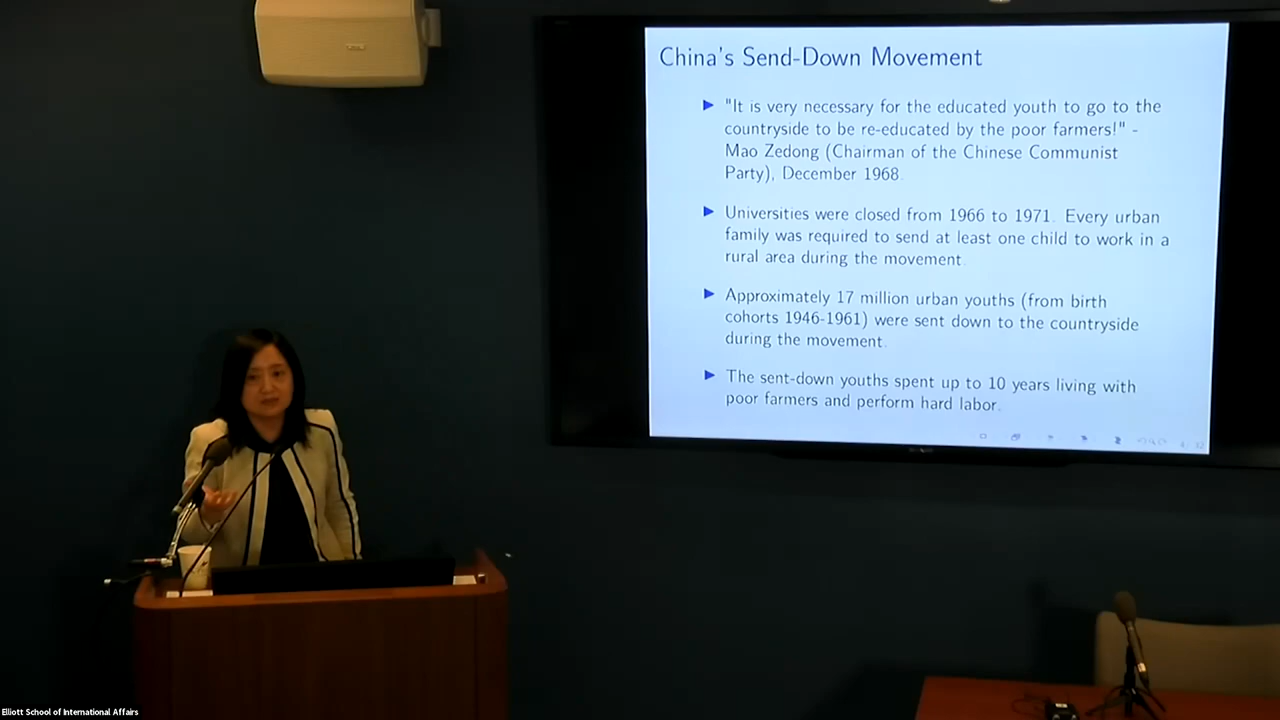 China's Send-Down Movement
"It is very necessary for the educated youth to go to the
countryside to be re-educated by the poor farmers!" -
Mao Zedong (Chairman of the Chinese Communist
Party), December 1968.
Universities were closed from 1966 to 1971. Every urban
family was required to send at least one child to work in a
rural area during the movement.
Approximately 17 million urban youths (from birth
cohorts 1946-1961) were sent down to the countryside
during the movement.
The sent-down youths spent up to 10 years living with
poor farmers and perform hard labor.
Elliott School of International Affairs